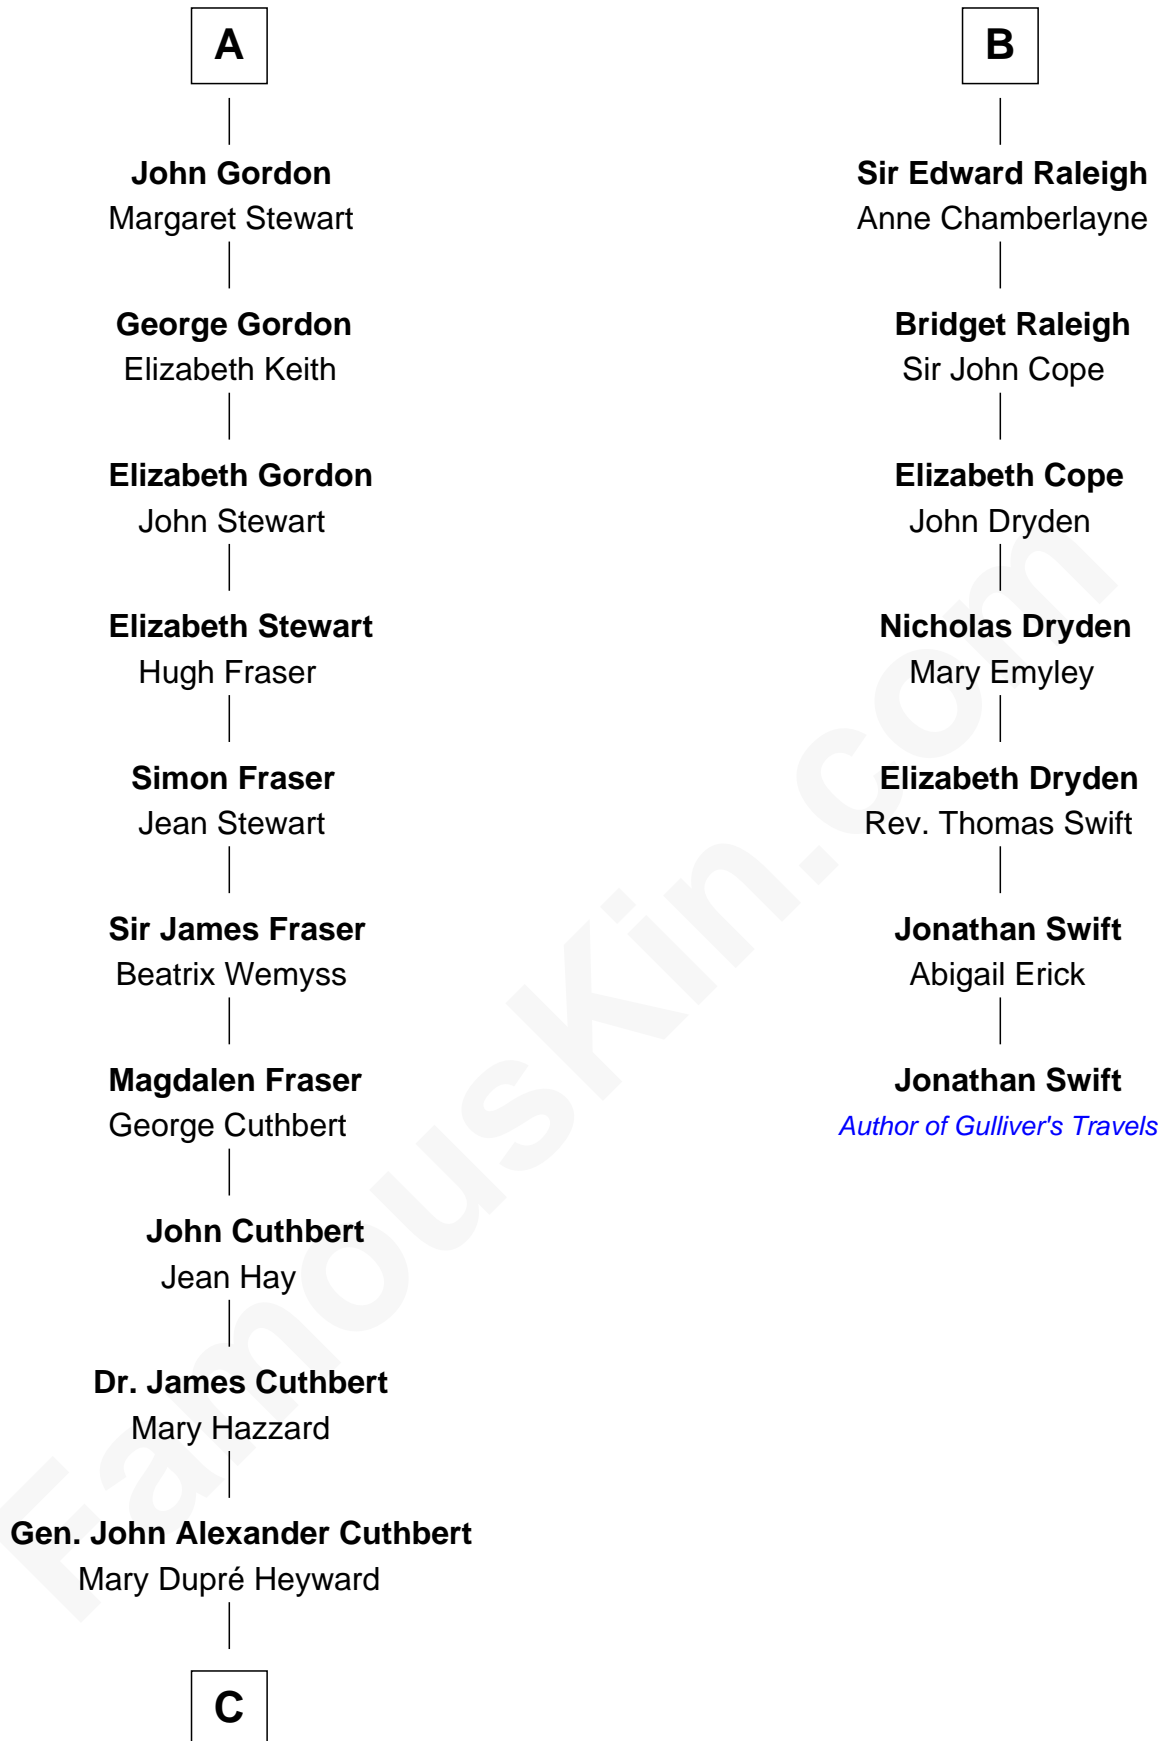 A
John Gordon
Margaret Stewart
George Gordon
Elizabeth Keith
Elizabeth Gordon
John Stewart
Elizabeth Stewart
Hugh Fraser
Simon Fraser
Jean Stewart
Sir James Fraser
Beatrix Wemyss
Magdalen Fraser
George Cuthbert
John Cuthbert
Jean Hay
Dr. James Cuthbert
Mary Hazzard
Gen. John Alexander Cuthbert
Mary Dupré Heyward
C
B
Sir Edward Raleigh
Anne Chamberlayne
Bridget Raleigh
Sir John Cope
Elizabeth Cope
John Dryden
Nicholas Dryden
Mary Emyley
Elizabeth Dryden
Rev. Thomas Swift
Jonathan Swift
Abigail Erick
Jonathan Swift
Author of Gulliver's Travels
FamousKin.com